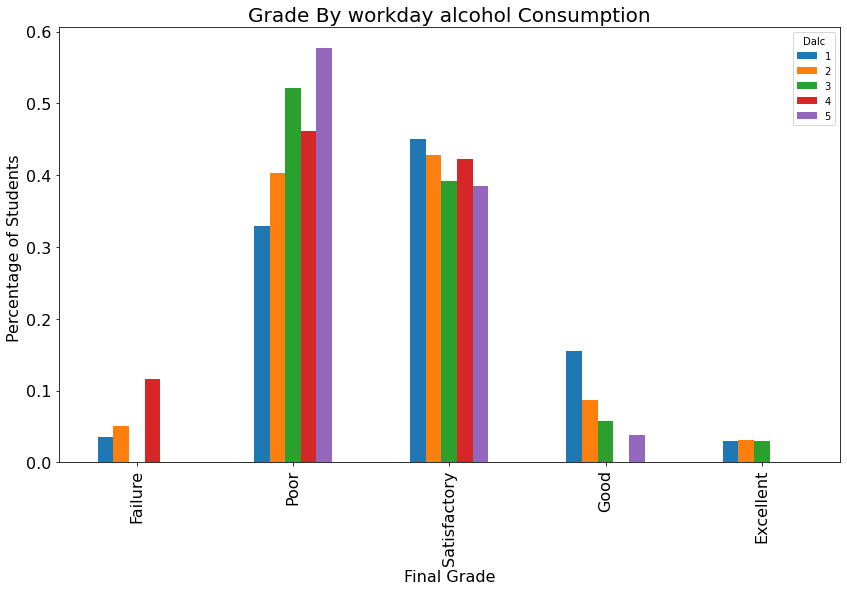 Grade By workday alcohol Consumption
Percentage of Students
0.6
0.5
0.4
0.3
0.2
0.1
0.0
Dalc
1
2
3
4
5
Failure
Poor
Satisfactory
Good
Excellent
Final Grade